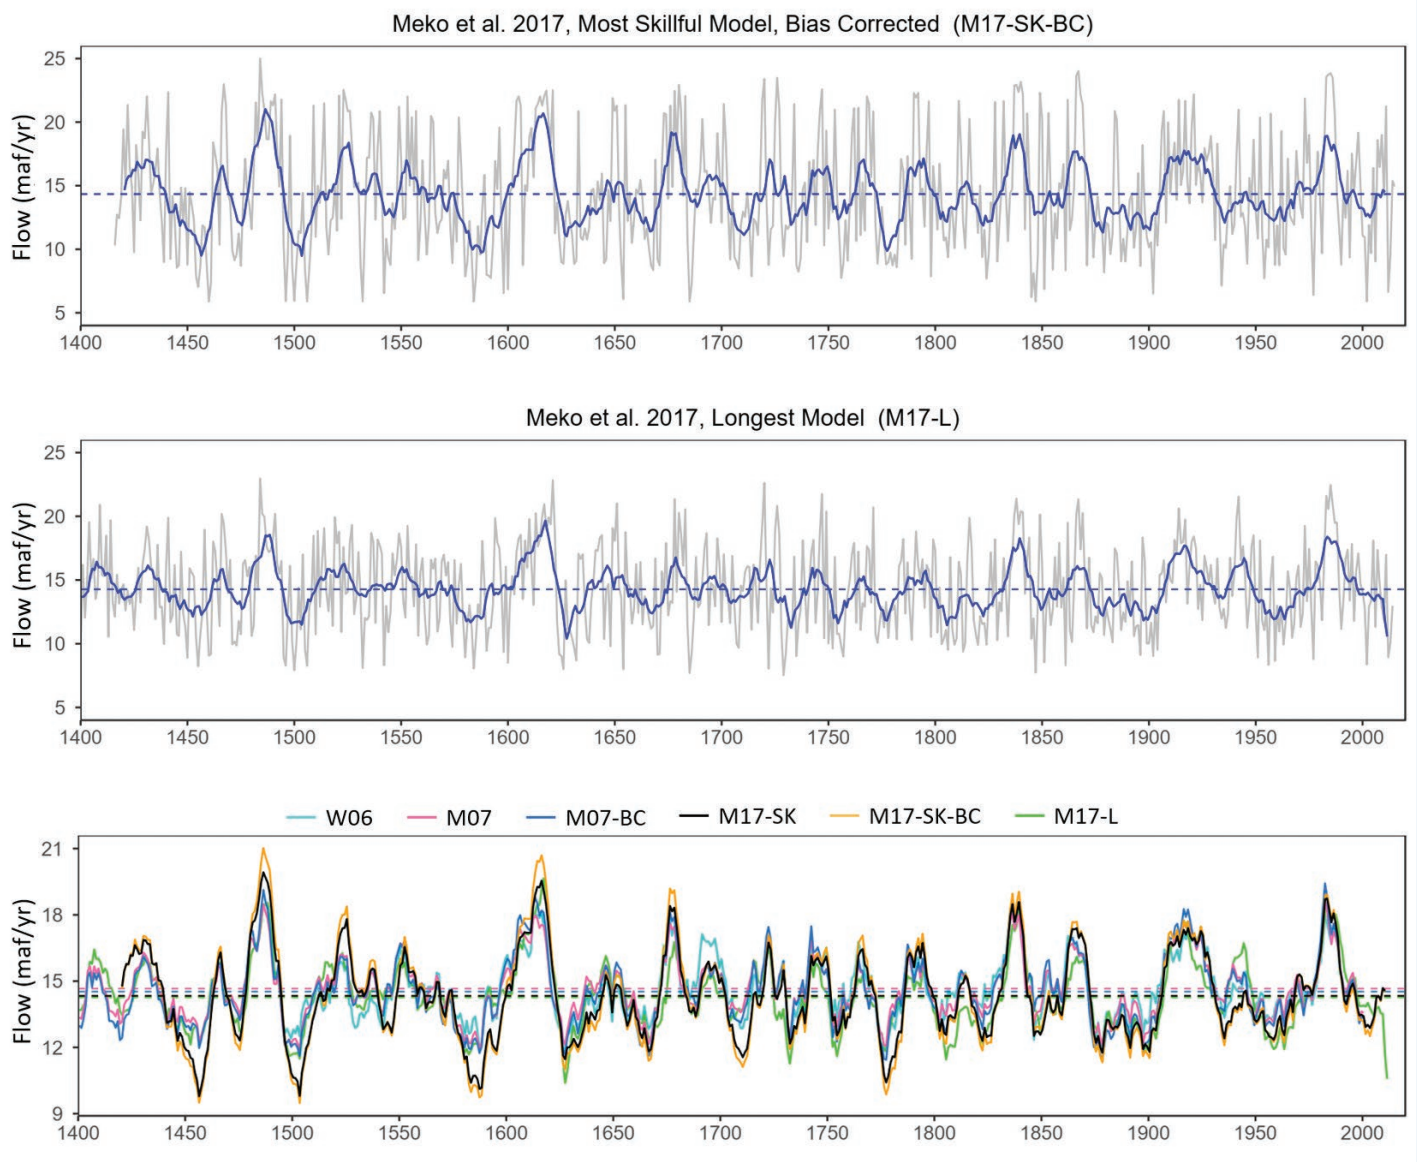 Meko et al. 2017, Most Skillful Model, Bias Corrected (M17-SK-BC)
Flow (maf/yr)
25
20
15
10
5
1400 1450 1500 1550 1600 1650 1700 1750 1800 1850 1900 1950 2000
Meko et al. 2017, Longest Model (M17-L)
Flow (maf/yr)
25
20
15
10
5
1400 1450 1500 1550 1600 1650 1700 1750 1800 1850 1900 1950 2000
W06 M07 M07-BC M17-SK M17-SK-BC M17-L
Flow (maf/yr)
21
18
15
12
9
1400 1450 1500 1550 1600 1650 1700 1750 1800 1850 1900 1950 2000